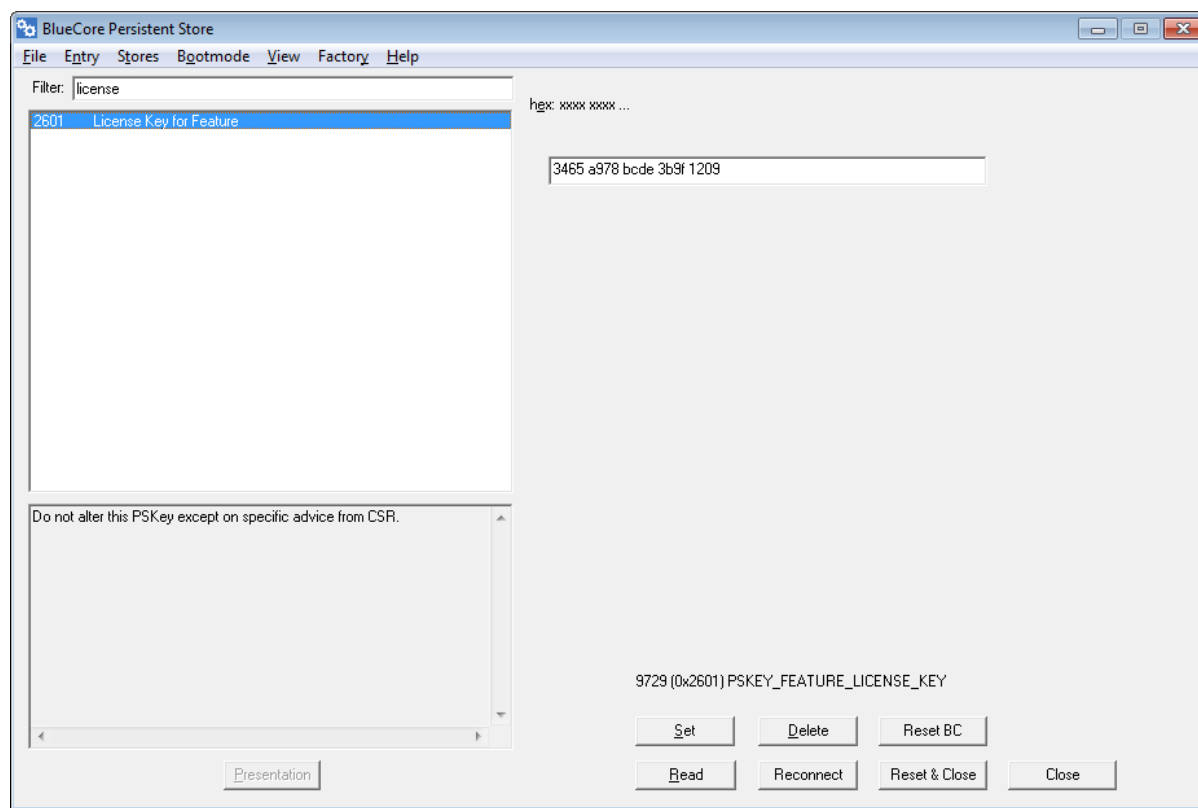 BlueCore Persistent Store
File Entry Stores Bootmode View Factory Help
Filter: license
hex: xxxx xxxx ...
2601 License Key for Feature
3465 a978 bcde 3b9f 1209
Do not alter this PSKey except on specific advice from CSR.
9729 (0x2601) PSKEY_FEATURE_LICENSE_KEY
Set Delete Reset BC
Presentation Read Reconnect Reset & Close Close